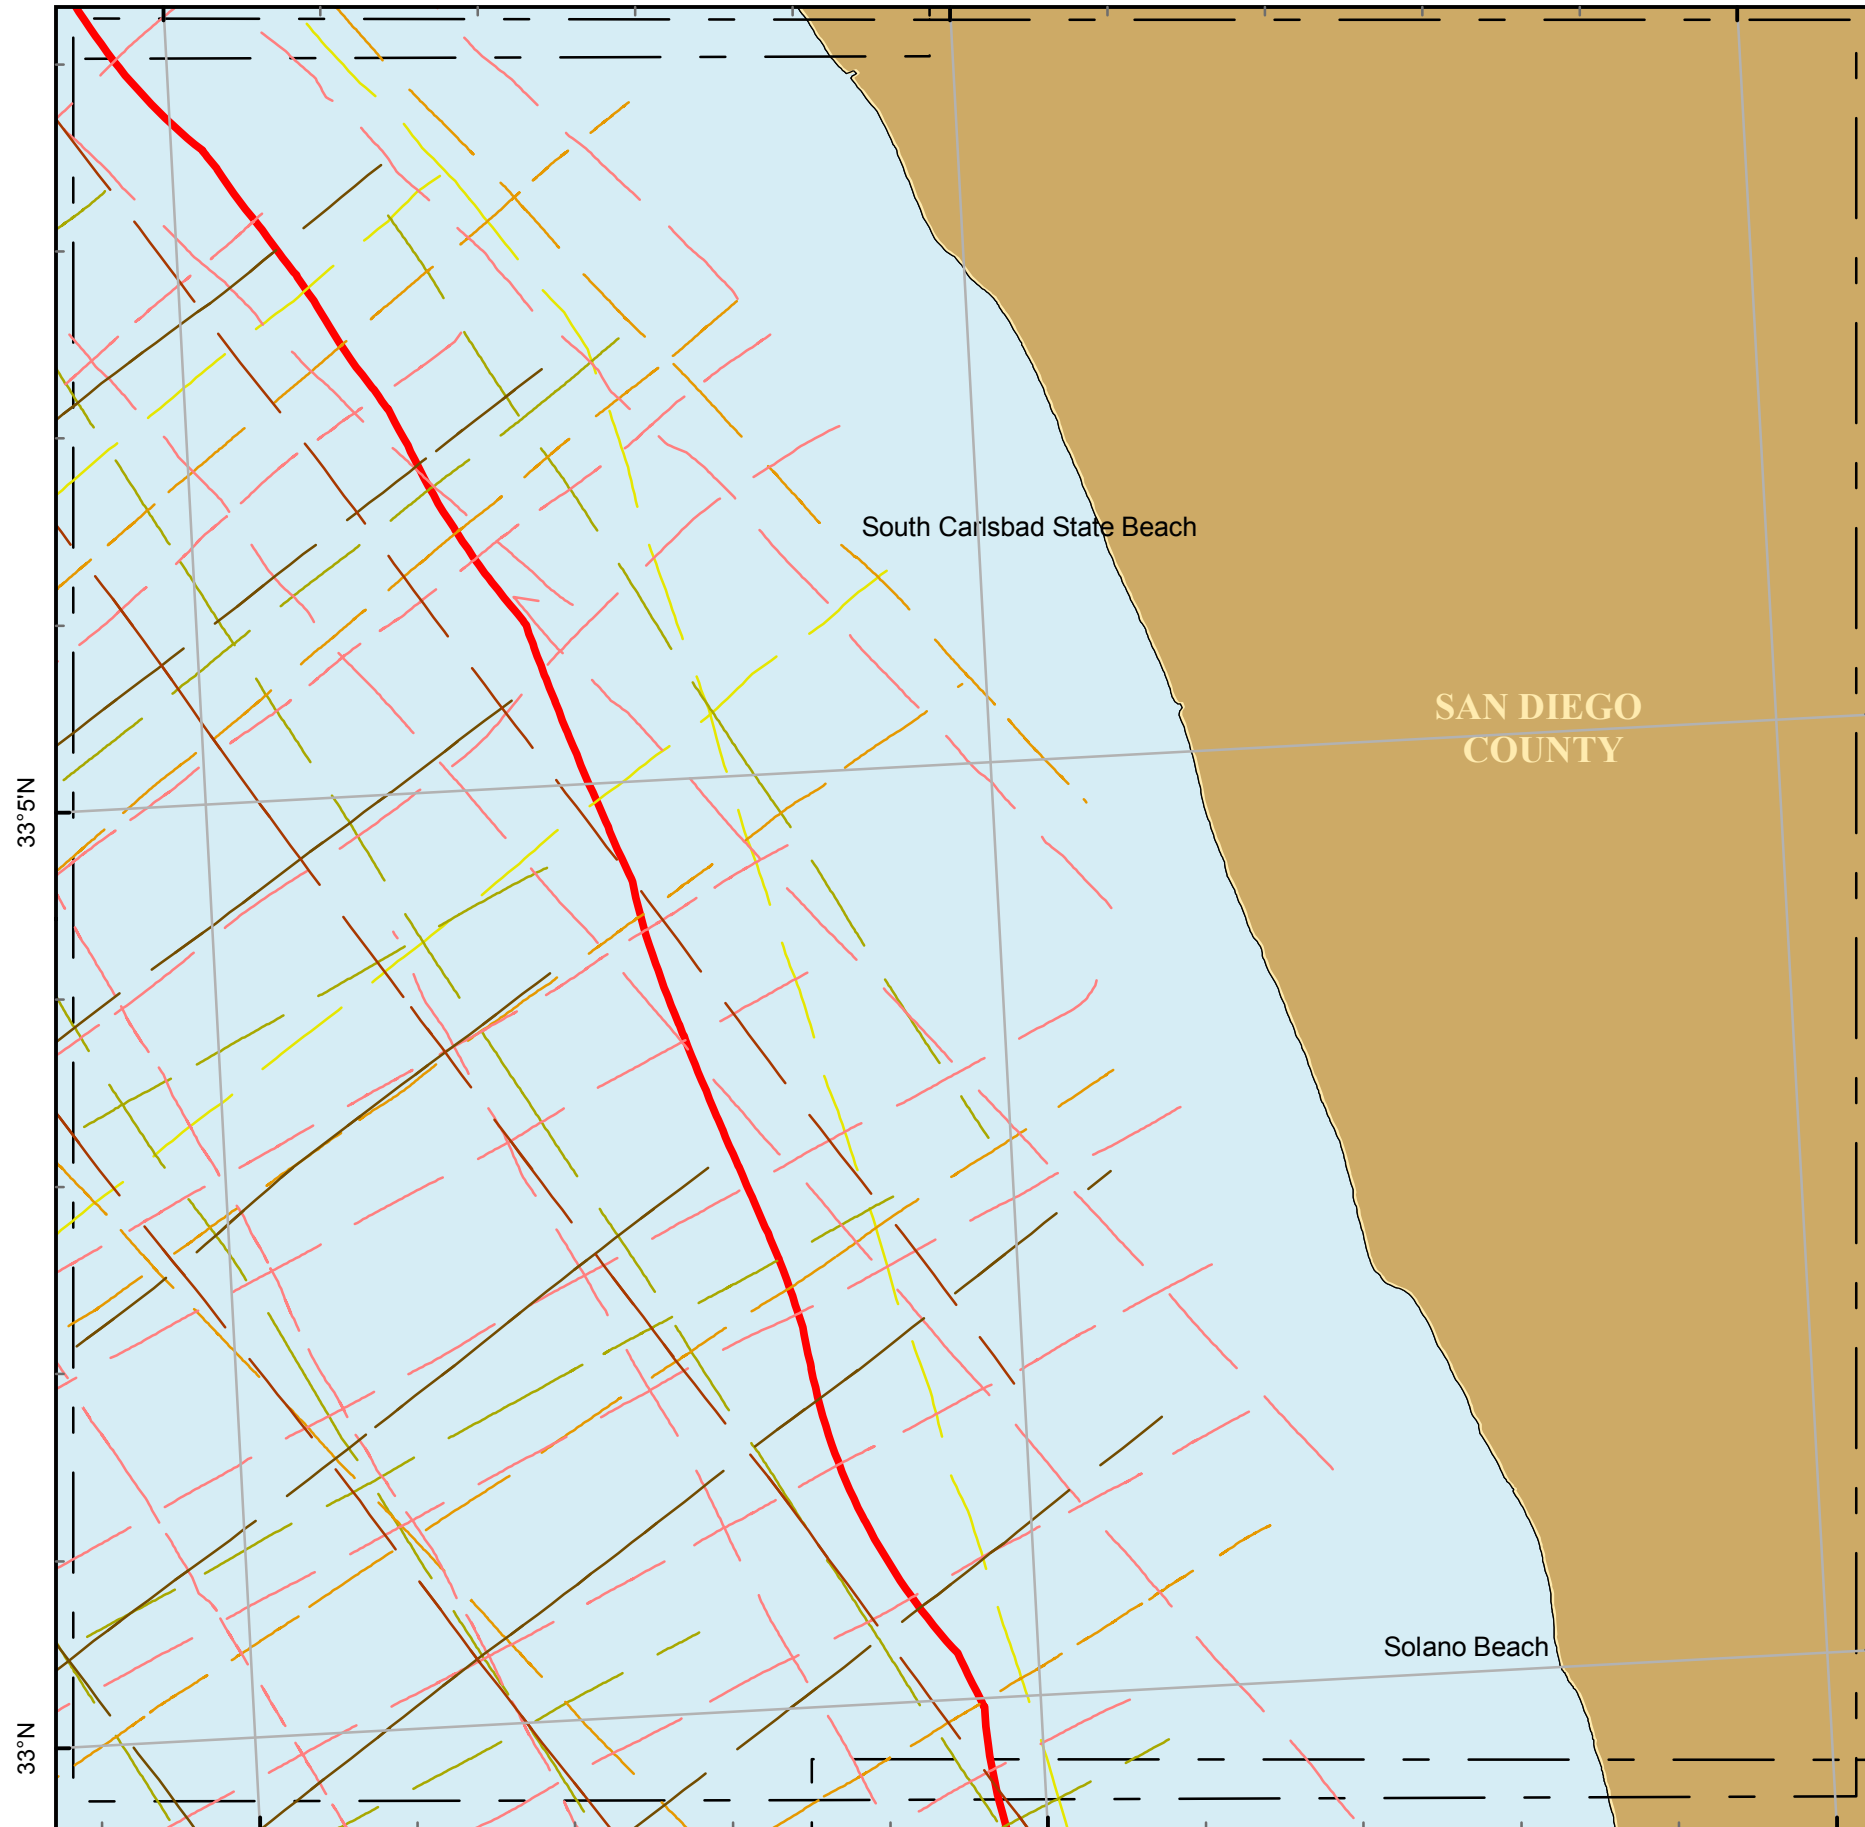 South Carlsbad State Beach
SAN DIEGO
COUNTY
33°5'N
Solano Beach
33°N